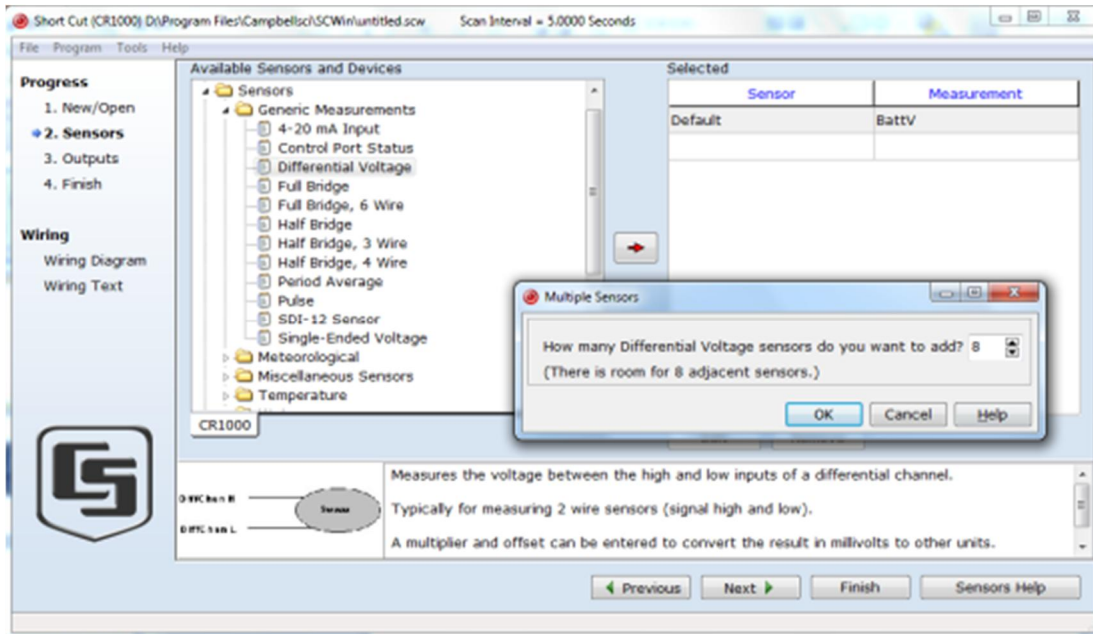 Short Cut (CR1000) D:\Program Files\Campbellsci\SCWin\untitled.scw Scan Interval = 5.0000 Seconds
File Program Tools Help
Progress
1. New/Open
2. Sensors
3. Outputs
4. Finish
Wiring
Wiring Diagram
Wiring Text
Available Sensors and Devices
Sensors
Generic Measurements
4-20 mA Input
Control Port Status
Differential Voltage
Full Bridge
Full Bridge, 6 Wire
Half Bridge
Half Bridge, 3 Wire
Half Bridge, 4 Wire
Period Average
Pulse
SDI-12 Sensor
Single-Ended Voltage
Meteorological
Miscellaneous Sensors
Temperature
CR1000
Selected
Sensor Measurement
Default BattV
Multiple Sensors
How many Differential Voltage sensors do you want to add? 8
(There is room for 8 adjacent sensors.)
OK Cancel Help
CS
Diff Chan H
Sensor
Diff Chan L
Measures the voltage between the high and low inputs of a differential channel.
Typically for measuring 2 wire sensors (signal high and low).
A multiplier and offset can be entered to convert the result in millivolts to other units.
Previous Next Finish Sensors Help